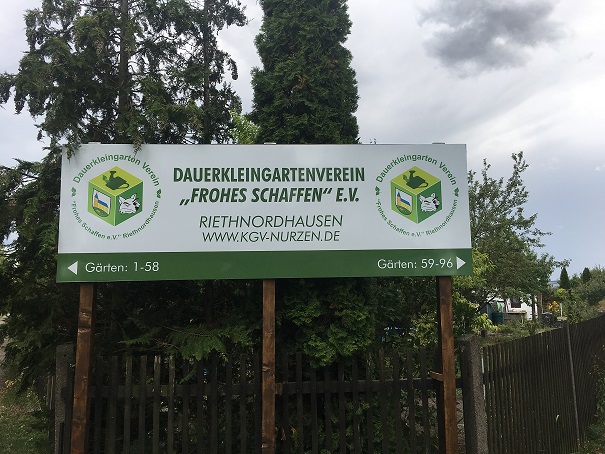 Dauerkleingarten Verein
"Frohes Schaffen e.V." Riethnordhausen
DAUERKLEINGARTENVEREIN
„FROHES SCHAFFEN“ E.V.
RIETHNORDHAUSEN
WWW.KGV-NURZEN.DE
Dauerkleingarten Verein
"Frohes Schaffen e.V." Riethnordhausen
Gärten: 1-58
Gärten: 59-96